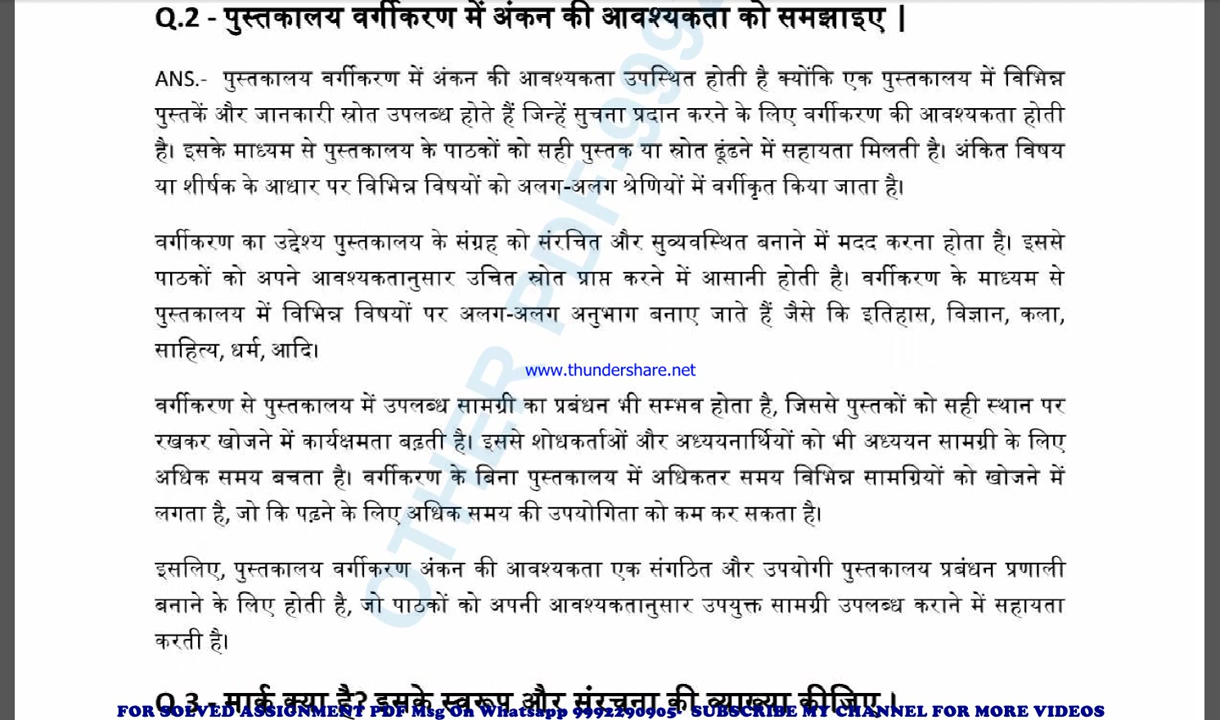 Q.2 - पुस्तकालय वर्गीकरण में अंकन की आवश्यकता को समझाइए |
ANS.- पुस्तकालय वर्गीकरण में अंकन की आवश्यकता उपस्थित होती है क्योंकि एक पुस्तकालय में विभिन्न
पुस्तकें और जानकारी स्रोत उपलब्ध होते हैं जिन्हें सुचना प्रदान करने के लिए वर्गीकरण की आवश्यकता होती
है। इसके माध्यम से पुस्तकालय के पाठकों को सही पुस्तक या स्रोत ढूंढने में सहायता मिलती है। अंकित विषय
या शीर्षक के आधार पर विभिन्न विषयों को अलग-अलग श्रेणियों में वर्गीकृत किया जाता है।
वर्गीकरण का उद्देश्य पुस्तकालय के संग्रह को संरचित और सुव्यवस्थित बनाने में मदद करना होता है। इससे
पाठकों को अपने आवश्यकतानुसार उचित स्रोत प्राप्त करने में आसानी होती है। वर्गीकरण के माध्यम से
पुस्तकालय में विभिन्न विषयों पर अलग-अलग अनुभाग बनाए जाते हैं जैसे कि इतिहास, विज्ञान, कला,
साहित्य, धर्म, आदि।
www.thundershare.net
वर्गीकरण से पुस्तकालय में उपलब्ध सामग्री का प्रबंधन भी सम्भव होता है, जिससे पुस्तकों को सही स्थान पर
रखकर खोजने में कार्यक्षमता बढ़ती है। इससे शोधकर्ताओं और अध्ययनार्थियों को भी अध्ययन सामग्री के लिए
अधिक समय बचता है। वर्गीकरण के बिना पुस्तकालय में अधिकतर समय विभिन्न सामग्रियों को खोजने में
लगता है, जो कि पढ़ने के लिए अधिक समय की उपयोगिता को कम कर सकता है।
इसलिए, पुस्तकालय वर्गीकरण अंकन की आवश्यकता एक संगठित और उपयोगी पुस्तकालय प्रबंधन प्रणाली
बनाने के लिए होती है, जो पाठकों को अपनी आवश्यकतानुसार उपयुक्त सामग्री उपलब्ध कराने में सहायता
करती है।
OTHER PDF-999
Q.3 - मार्क क्या है? इसके स्वरूप और संरचना की व्याख्या कीजिए |
FOR SOLVED ASSIGNMENT PDF Msg On Whatsapp 9992290905 SUBSCRIBE MY CHANNEL FOR MORE VIDEOS